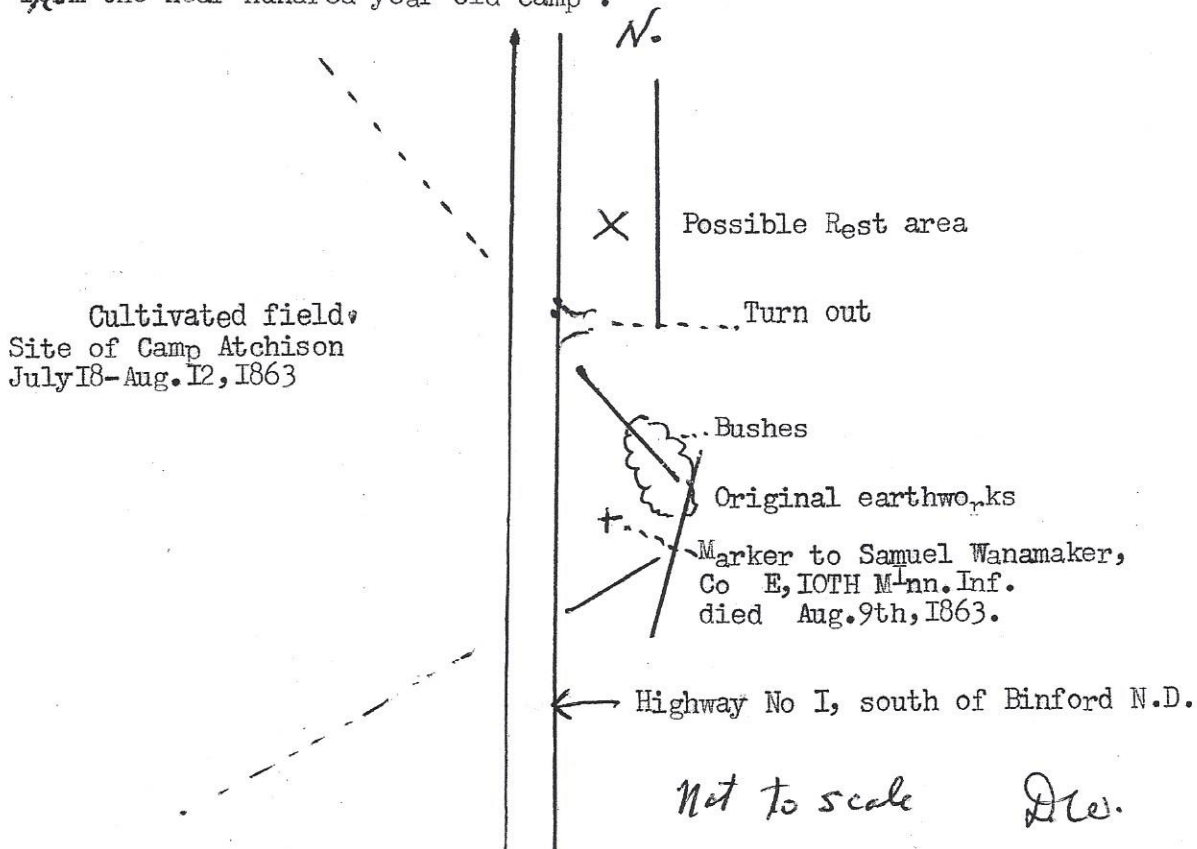 the near hundred year old camp .
N.
Possible Rest area
Turn out
Cultivated field.
Site of Camp Atchison
July I8-Aug. I2, I863
Bushes
Original earthworks
Marker to Samuel Wanamaker,
Co E, IOTH MInn. Inf.
died Aug. 9th, I863.
Highway No I, south of Binford N.D.
Not to scale